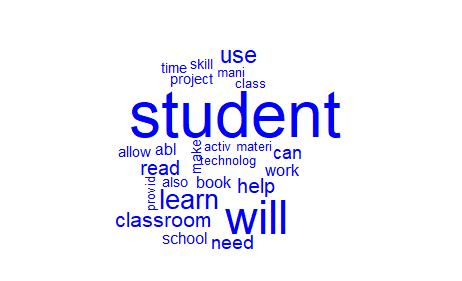 use
time skill
mani
project
class
student
make
activ materi
allow abl
can
technolog
read
work
provid
also book
help
learn
will
classroom
school
need